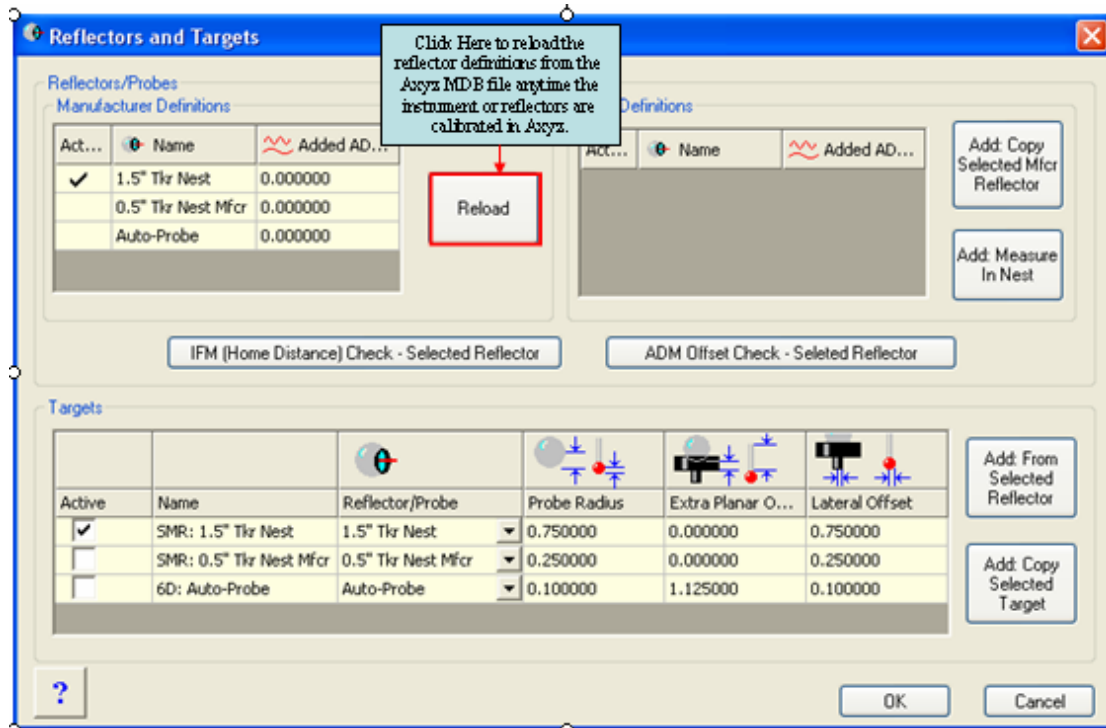 Reflectors and Targets
Click Here to reload the
reflector definitions from the
Axyz MDB file anytime the
instrument or reflectors are
calibrated in Axyz.
Reflectors/Probes
Manufacturer Definitions
Definitions
Act... Name Added AD...
1.5" Tkr Nest 0.000000
0.5" Tkr Nest Mfcr 0.000000
Auto-Probe 0.000000
Reload
Act... Name Added AD...
Add: Copy
Selected Mfcr
Reflector
Add: Measure
In Nest
IFM (Home Distance) Check - Selected Reflector
ADM Offset Check - Seleted Reflector
Targets
Active Name Reflector/Probe Probe Radius Extra Planar O... Lateral Offset
SMR: 1.5" Tkr Nest 1.5" Tkr Nest 0.750000 0.000000 0.750000
SMR: 0.5" Tkr Nest Mfcr 0.5" Tkr Nest Mfcr 0.250000 0.000000 0.250000
6D: Auto-Probe Auto-Probe 0.100000 1.125000 0.100000
Add: From
Selected
Reflector
Add: Copy
Selected
Target
?
OK
Cancel